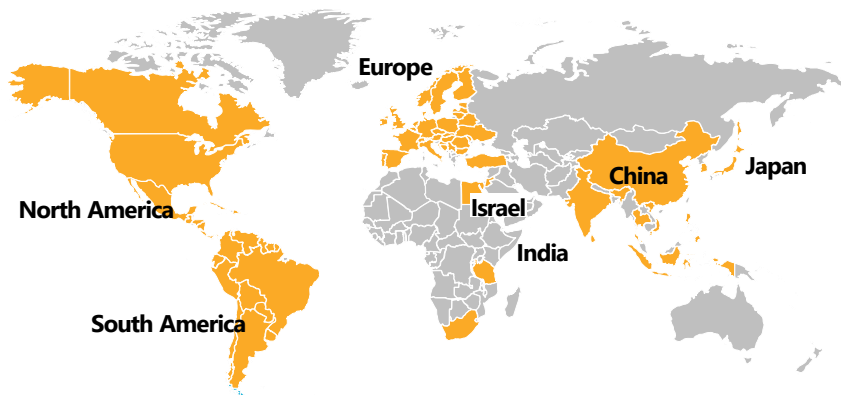 Europe
China
Japan
North America
Israel
India
South America